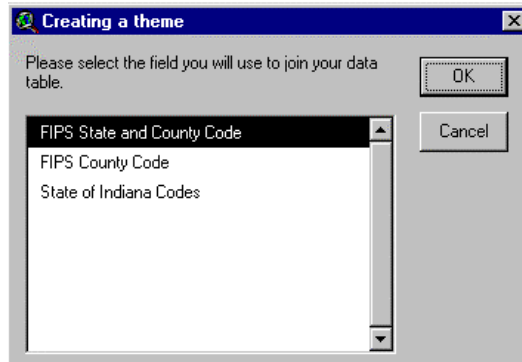 Creating a theme
Please select the field you will use to join your data
table.
OK
Cancel
FIPS State and County Code
FIPS County Code
State of Indiana Codes